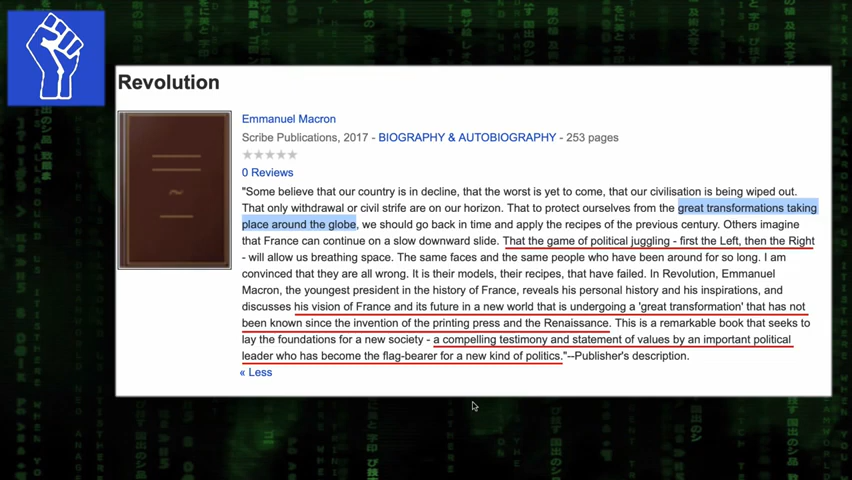 Revolution
Emmanuel Macron
Scribe Publications, 2017 - BIOGRAPHY & AUTOBIOGRAPHY - 253 pages
0 Reviews
"Some believe that our country is in decline, that the worst is yet to come, that our civilisation is being wiped out.
That only withdrawal or civil strife are on our horizon. That to protect ourselves from the great transformations taking
place around the globe, we should go back in time and apply the recipes of the previous century. Others imagine
that France can continue on a slow downward slide. That the game of political juggling - first the Left, then the Right
- will allow us breathing space. The same faces and the same people who have been around for so long. I am
convinced that they are all wrong. It is their models, their recipes, that have failed. In Revolution, Emmanuel
Macron, the youngest president in the history of France, reveals his personal history and his inspirations, and
discusses his vision of France and its future in a new world that is undergoing a 'great transformation' that has not
been known since the invention of the printing press and the Renaissance. This is a remarkable book that seeks to
lay the foundations for a new society - a compelling testimony and statement of values by an important political
leader who has become the flag-bearer for a new kind of politics."--Publisher's description.
« Less